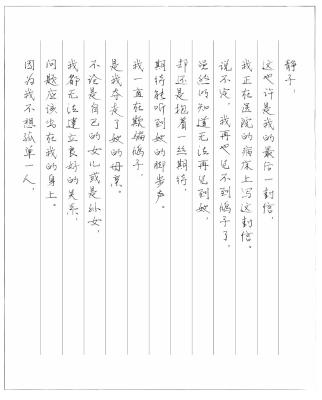 静子，
这也许是我的最后一封信，
我正在医院的病床上写这封信。
说不定，我再也见不到鸽子了，
虽然明知道无法再见到她，
却还是抱着一丝期待，
期待能听到她的脚步声。
我一直在欺骗鸽子，
是我夺走了她的母亲。
不论是自己的女儿或是孙女，
我都无法建立良好的关系，
问题应该出在我的身上。
因为我不想孤单一人，